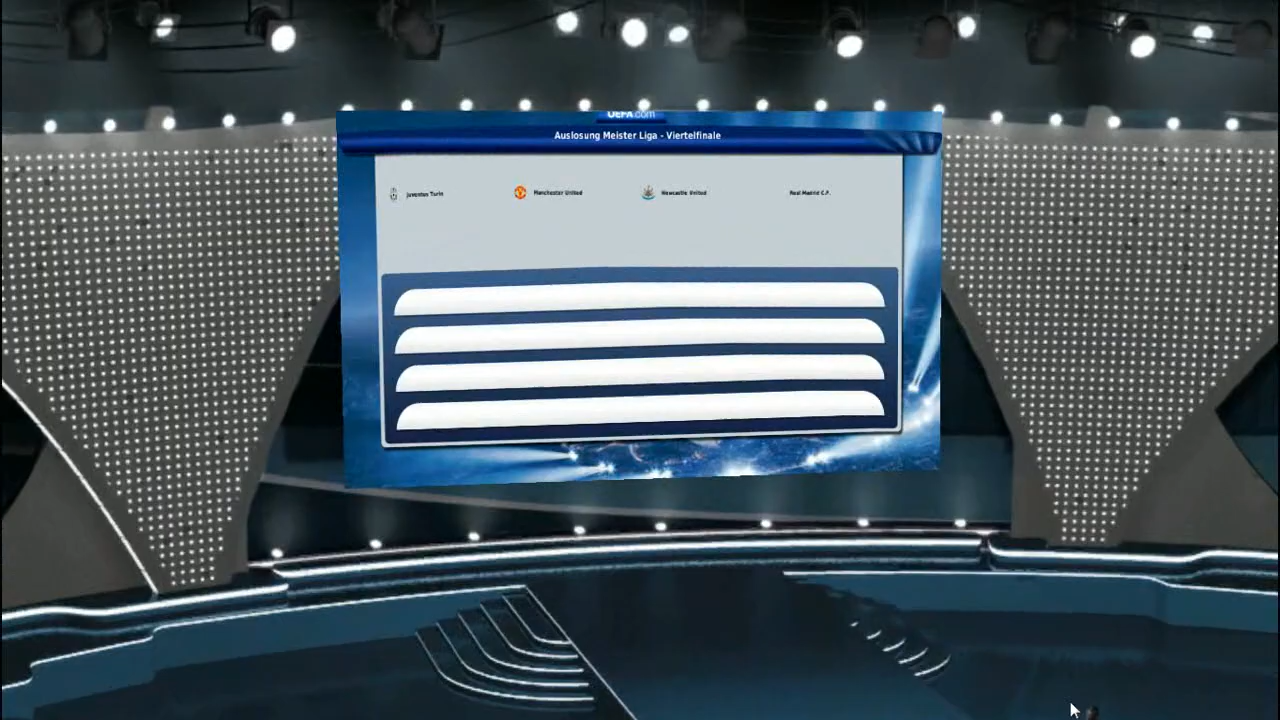 UEFA.com
Auslosung Meister Liga - Viertelfinale
Juventus Turin Manchester United Newcastle United Real Madrid C.F.